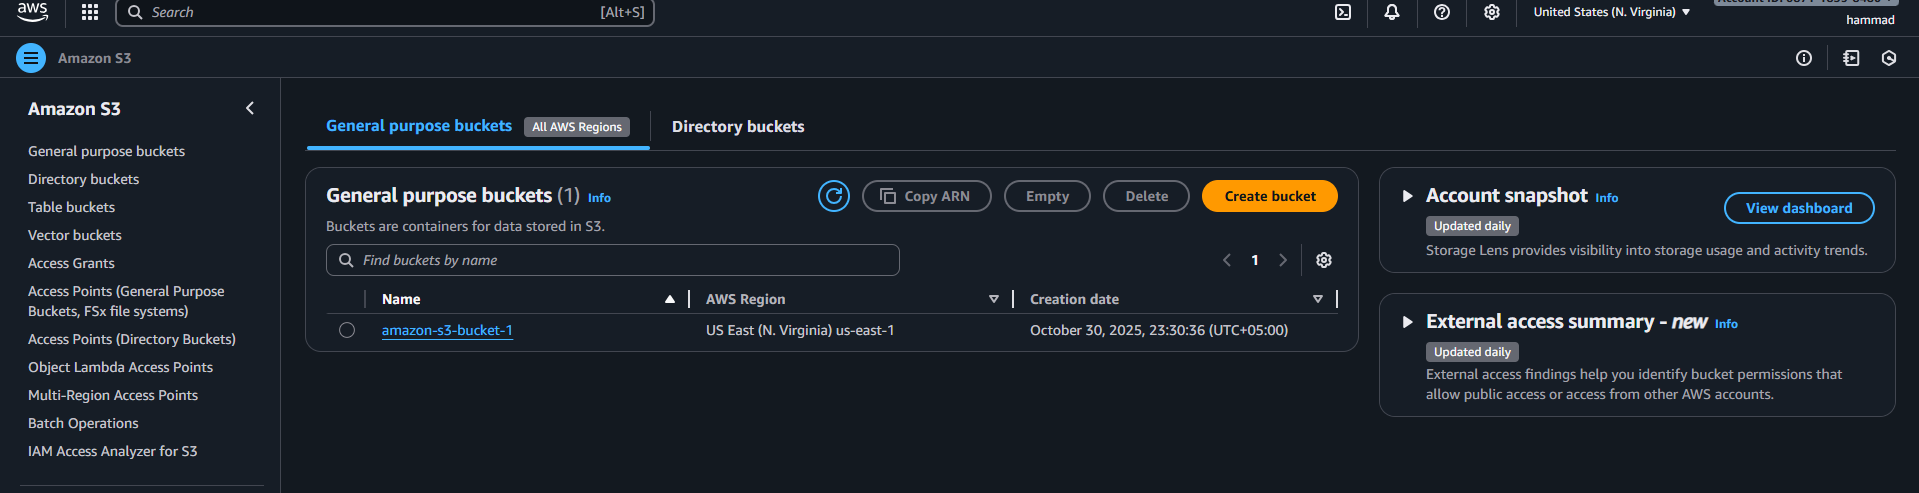 aws
Search [Alt+S]
United States (N. Virginia)
hammad
Amazon S3
Amazon S3
General purpose buckets
Directory buckets
Table buckets
Vector buckets
Access Grants
Access Points (General Purpose
Buckets, FSx file systems)
Access Points (Directory Buckets)
Object Lambda Access Points
Multi-Region Access Points
Batch Operations
IAM Access Analyzer for S3
General purpose buckets All AWS Regions Directory buckets
General purpose buckets (1) Info
Copy ARN Empty Delete Create bucket
Buckets are containers for data stored in S3.
Find buckets by name
1
Name AWS Region Creation date
amazon-s3-bucket-1 US East (N. Virginia) us-east-1 October 30, 2025, 23:30:36 (UTC+05:00)
Account snapshot Info
View dashboard
Updated daily
Storage Lens provides visibility into storage usage and activity trends.
External access summary - new Info
Updated daily
External access findings help you identify bucket permissions that
allow public access or access from other AWS accounts.